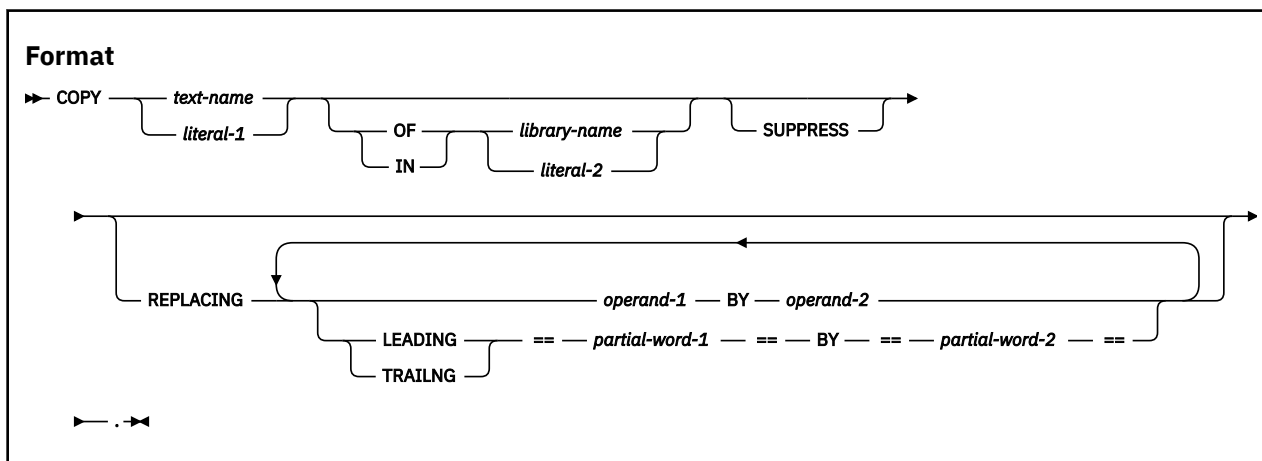 Format
COPY text-name SUPPRESS
literal-1 OF library-name
IN literal-2
REPLACING operand-1 BY operand-2
LEADING == partial-word-1 == BY == partial-word-2 ==
TRAILNG
.